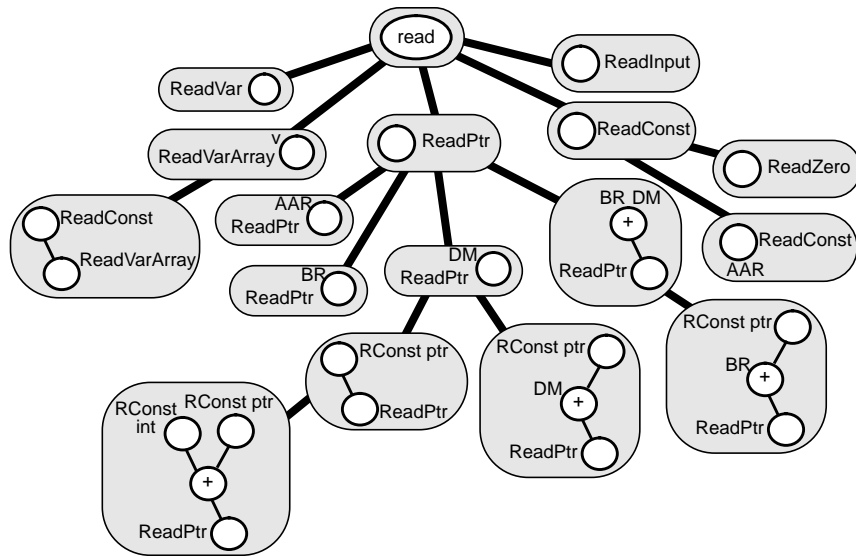 read
ReadInput
ReadVar
ReadConst
v
ReadVarArray
ReadPtr
ReadZero
AAR
ReadPtr
BR DM
+
ReadPtr
ReadConst
AAR
ReadConst
ReadVarArray
BR
ReadPtr
DM
ReadPtr
RConst ptr
ReadPtr
RConst ptr
DM
+
ReadPtr
RConst ptr
BR
+
ReadPtr
RConst
int
RConst ptr
+
ReadPtr